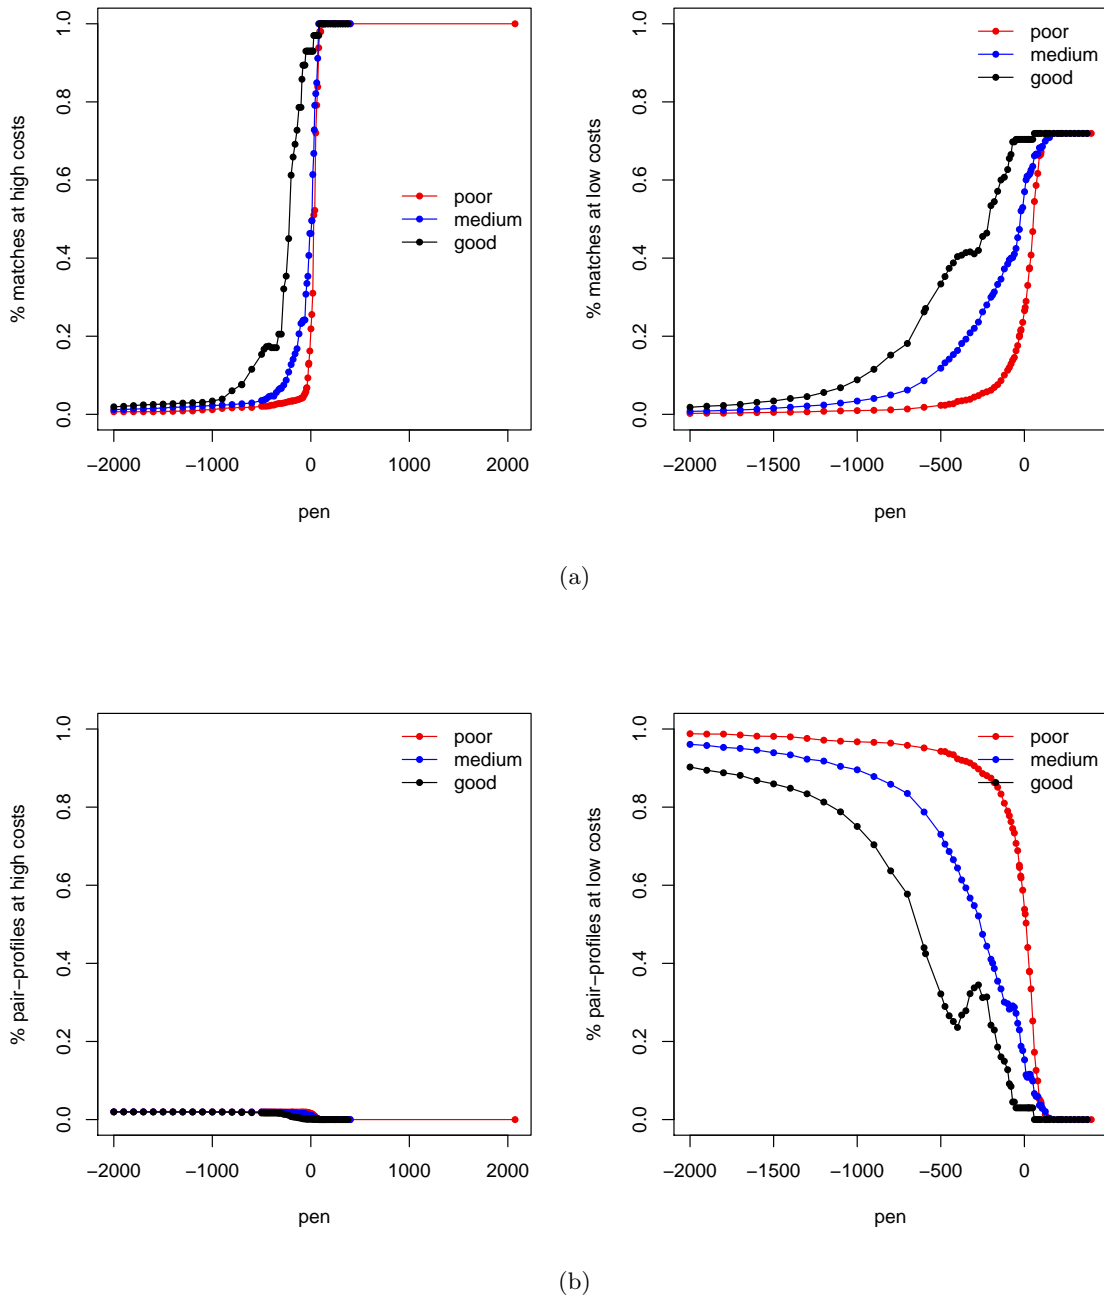 % matches at high costs
1.0
0.8
0.6
0.4
0.2
0.0
poor
medium
good
−2000 −1000 0 1000 2000
pen
% matches at low costs
1.0
0.8
0.6
0.4
0.2
0.0
poor
medium
good
−2000 −1500 −1000 −500 0
pen
(a)
% pair−profiles at high costs
1.0
0.8
0.6
0.4
0.2
0.0
poor
medium
good
−2000 −1000 0 1000 2000
pen
% pair−profiles at low costs
1.0
0.8
0.6
0.4
0.2
0.0
poor
medium
good
−2000 −1500 −1000 −500 0
pen
(b)